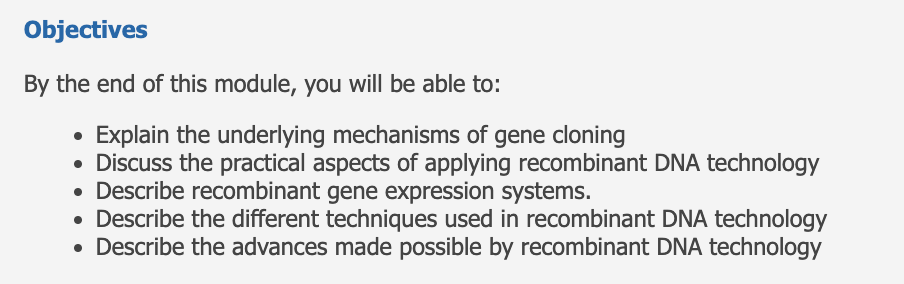 Objectives
By the end of this module, you will be able to:
• Explain the underlying mechanisms of gene cloning
• Discuss the practical aspects of applying recombinant DNA technology
• Describe recombinant gene expression systems.
• Describe the different techniques used in recombinant DNA technology
• Describe the advances made possible by recombinant DNA technology